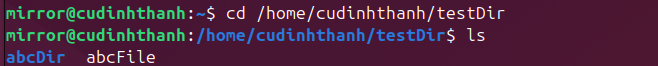 mirror@cudinhthanh:~$ cd /home/cudinhthanh/testDir
mirror@cudinhthanh:/home/cudinhthanh/testDir$ ls
abcDir  abcFile